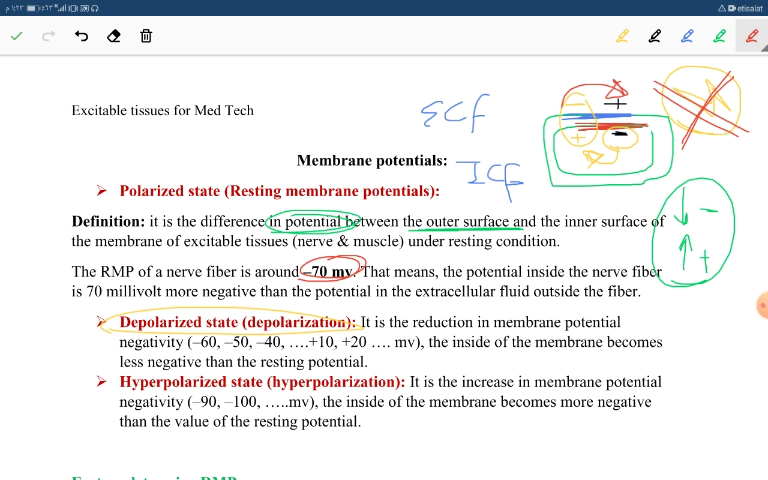 etisalat
ECF
Excitable tissues for Med Tech
Membrane potentials:
ICF
➤ Polarized state (Resting membrane potentials):
Definition: it is the difference in potential between the outer surface and the inner surface of
the membrane of excitable tissues (nerve & muscle) under resting condition.
The RMP of a nerve fiber is around –70 mv. That means, the potential inside the nerve fiber
is 70 millivolt more negative than the potential in the extracellular fluid outside the fiber.
➤ Depolarized state (depolarization): It is the reduction in membrane potential
negativity (–60, –50, –40, ….+10, +20 …. mv), the inside of the membrane becomes
less negative than the resting potential.
➤ Hyperpolarized state (hyperpolarization): It is the increase in membrane potential
negativity (–90, –100, …..mv), the inside of the membrane becomes more negative
than the value of the resting potential.